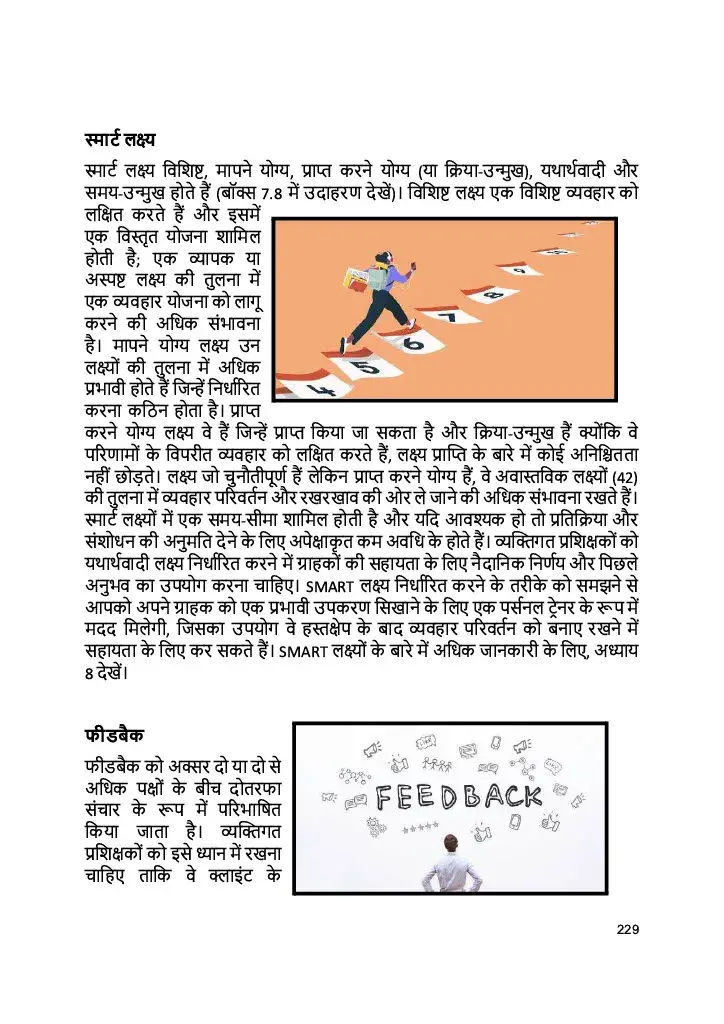 स्मार्ट लक्ष्य
स्मार्ट लक्ष्य विशिष्ट, मापने योग्य, प्राप्त करने योग्य (या क्रिया-उन्मुख), यथार्थवादी और
समय-उन्मुख होते हैं (बॉक्स 7.8 में उदाहरण देखें)। विशिष्ट लक्ष्य एक विशिष्ट व्यवहार को
लक्षित करते हैं और इसमें
एक विस्तृत योजना शामिल
होती है; एक व्यापक या
अस्पष्ट लक्ष्य की तुलना में
एक व्यवहार योजना को लागू
करने की अधिक संभावना
है। मापने योग्य लक्ष्य उन
लक्ष्यों की तुलना में अधिक
प्रभावी होते हैं जिन्हें निर्धारित
करना कठिन होता है। प्राप्त
4
5
6
7
8
9
करने योग्य लक्ष्य वे हैं जिन्हें प्राप्त किया जा सकता है और क्रिया-उन्मुख हैं क्योंकि वे
परिणामों के विपरीत व्यवहार को लक्षित करते हैं, लक्ष्य प्राप्ति के बारे में कोई अनिश्चितता
नहीं छोड़ते। लक्ष्य जो चुनौतीपूर्ण हैं लेकिन प्राप्त करने योग्य हैं, वे अवास्तविक लक्ष्यों (42)
की तुलना में व्यवहार परिवर्तन और रखरखाव की ओर ले जाने की अधिक संभावना रखते हैं।
स्मार्ट लक्ष्यों में एक समय-सीमा शामिल होती है और यदि आवश्यक हो तो प्रतिक्रिया और
संशोधन की अनुमति देने के लिए अपेक्षाकृत कम अवधि के होते हैं। व्यक्तिगत प्रशिक्षकों को
यथार्थवादी लक्ष्य निर्धारित करने में ग्राहकों की सहायता के लिए नैदानिक निर्णय और पिछले
अनुभव का उपयोग करना चाहिए। SMART लक्ष्य निर्धारित करने के तरीके को समझने से
आपको अपने ग्राहक को एक प्रभावी उपकरण सिखाने के लिए एक पर्सनल ट्रेनर के रूप में
मदद मिलेगी, जिसका उपयोग वे हस्तक्षेप के बाद व्यवहार परिवर्तन को बनाए रखने में
सहायता के लिए कर सकते हैं। SMART लक्ष्यों के बारे में अधिक जानकारी के लिए, अध्याय
8 देखें।
फीडबैक
फीडबैक को अक्सर दो या दो से
अधिक पक्षों के बीच दोतरफा
संचार के रूप में परिभाषित
किया जाता है। व्यक्तिगत
प्रशिक्षकों को इसे ध्यान में रखना
चाहिए ताकि वे क्लाइंट के
LIKE
FEEDBACK
229